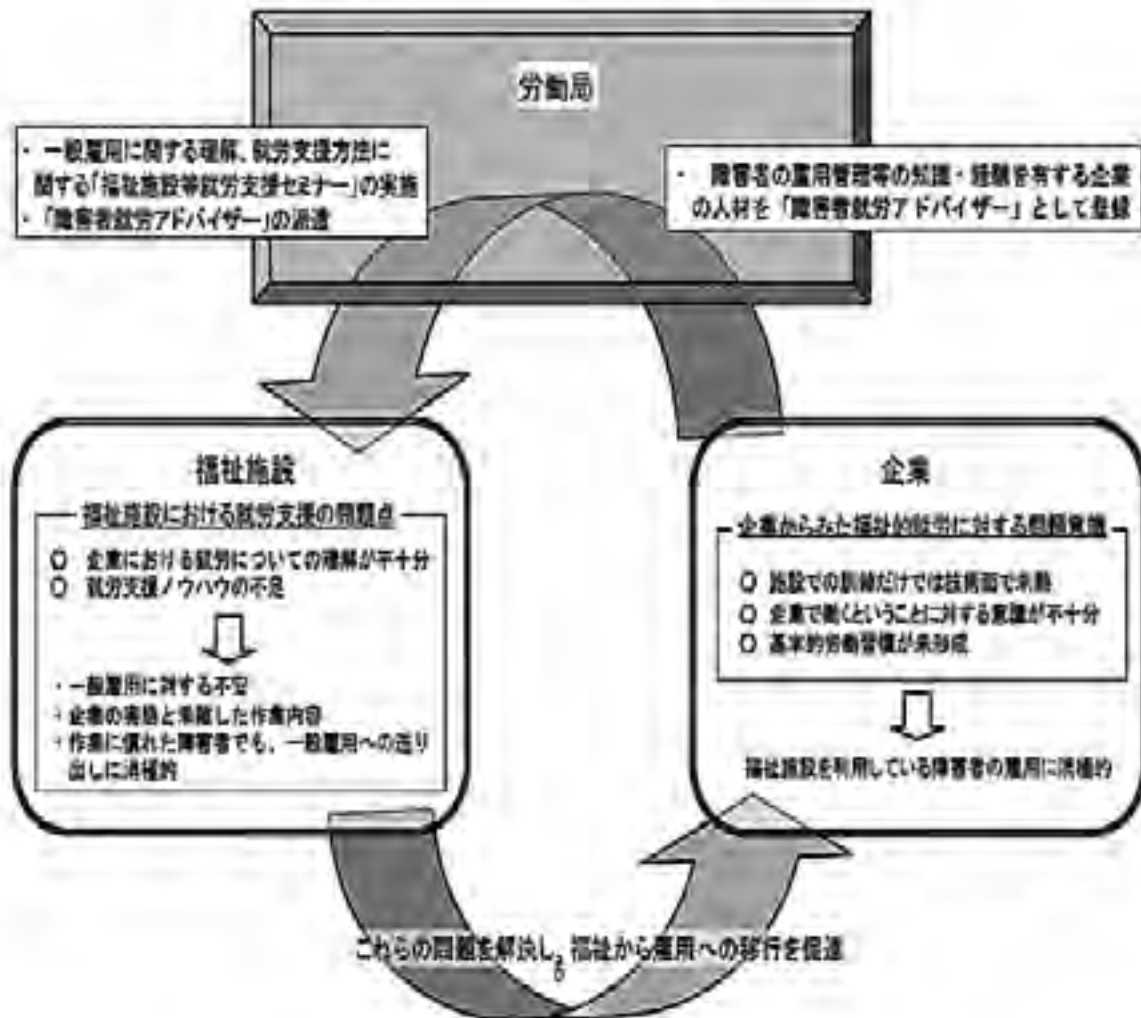 労働局
・ 一般雇用に関する理解、就労支援方法に
関する「福祉施設等就労支援セミナー」の実施
・「障害者就労アドバイザー」の派遣
・ 障害者の雇用管理等の知識・経験を有する企業
の人材を「障害者就労アドバイザー」として登録
福祉施設
福祉施設における就労支援の問題点
○ 企業における就労についての理解が不十分
○ 就労支援ノウハウの不足
・一般雇用に対する不安
・企業の実態と乖離した作業内容
・作業に慣れた障害者でも、一般雇用への送り
出しに消極的
企業
企業からみた福祉的就労に対する問題意識
○ 施設での訓練だけでは技術面で未熟
○ 企業で働くということに対する意識が不十分
○ 基本的労働習慣が未形成
福祉施設を利用している障害者の雇用に消極的
これらの問題を解決し、福祉から雇用への移行を促進
6